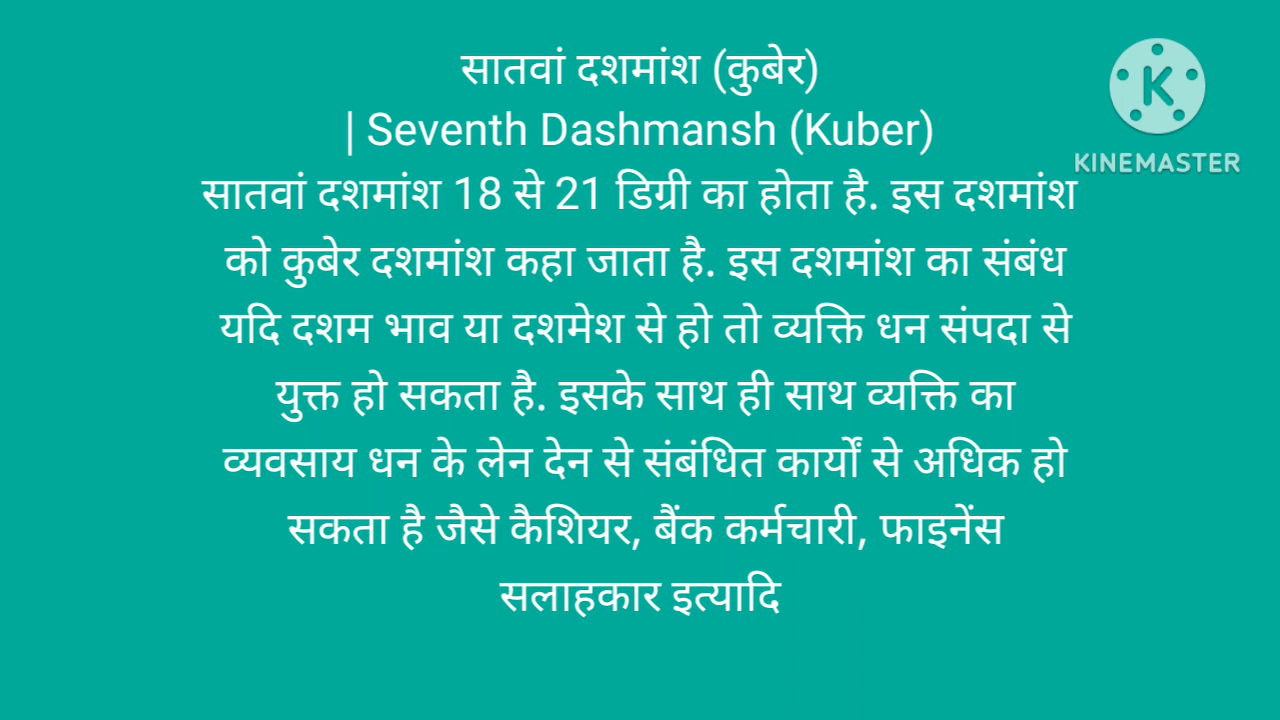 सातवां दशमांश (कुबेर)
| Seventh Dashmansh (Kuber)
सातवां दशमांश 18 से 21 डिग्री का होता है. इस दशमांश
को कुबेर दशमांश कहा जाता है. इस दशमांश का संबंध
यदि दशम भाव या दशमेश से हो तो व्यक्ति धन संपदा से
युक्त हो सकता है. इसके साथ ही साथ व्यक्ति का
व्यवसाय धन के लेन देन से संबंधित कार्यों से अधिक हो
सकता है जैसे कैशियर, बैंक कर्मचारी, फाइनेंस
सलाहकार इत्यादि
K
KINEMASTER